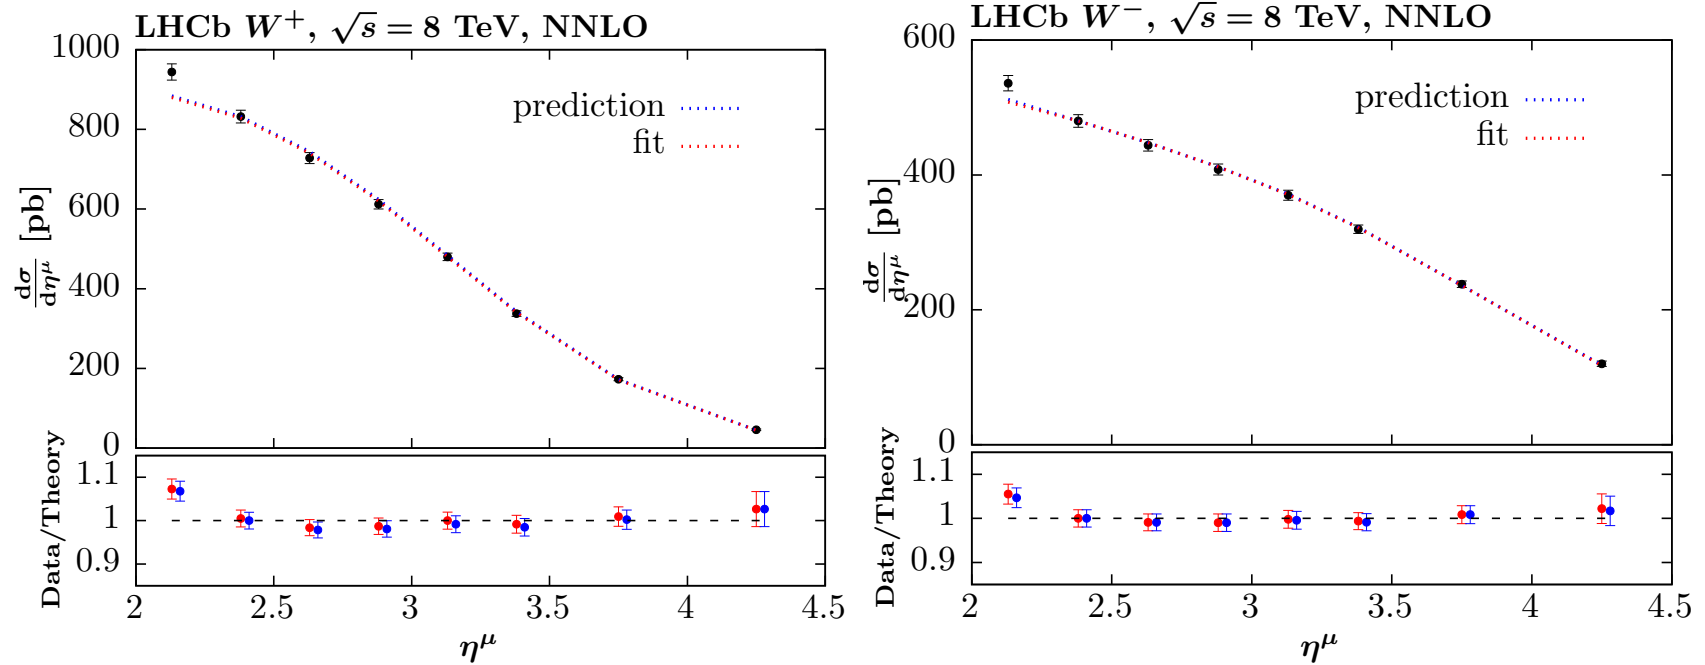 LHCb W⁺, √s = 8 TeV, NNLO
1000
800
600
400
200
0
dσ/dη^μ [pb]
prediction
fit
1.1
1
0.9
Data/Theory
2 2.5 3 3.5 4 4.5
η^μ
LHCb W⁻, √s = 8 TeV, NNLO
600
400
200
0
dσ/dη^μ [pb]
prediction
fit
1.1
1
0.9
Data/Theory
2 2.5 3 3.5 4 4.5
η^μ